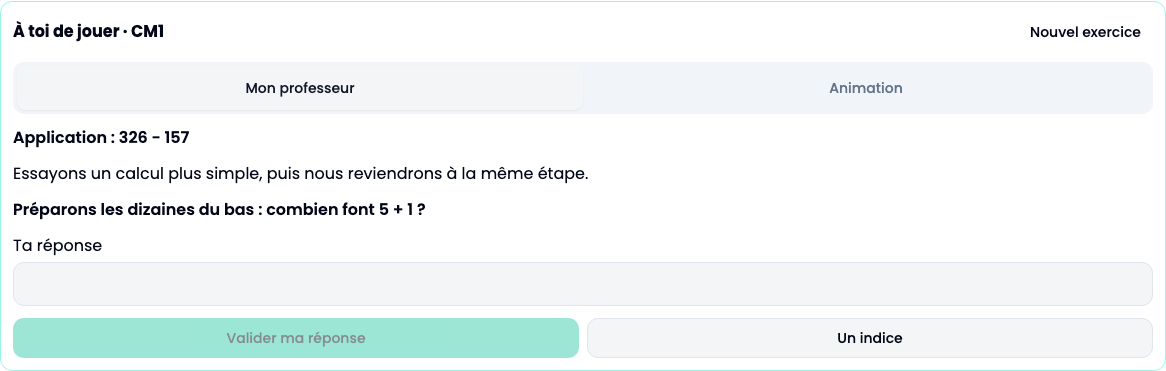 À toi de jouer · CM1
Nouvel exercice
Mon professeur
Animation
Application : 326 − 157
Essayons un calcul plus simple, puis nous reviendrons à la même étape.
Préparons les dizaines du bas : combien font 5 + 1 ?
Ta réponse
Valider ma réponse
Un indice